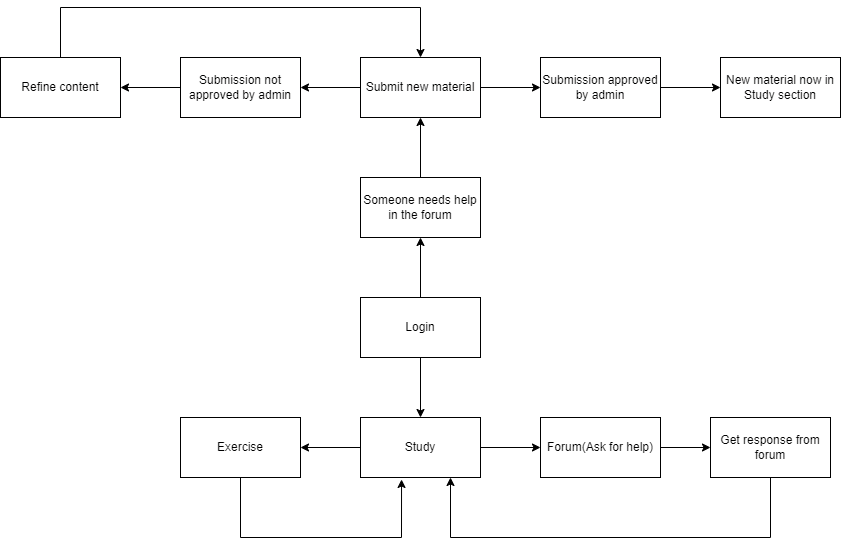 Refine content
Submission not
approved by admin
Submit new material
Submission approved
by admin
New material now in
Study section
Someone needs help
in the forum
Login
Exercise
Study
Forum(Ask for help)
Get response from
forum